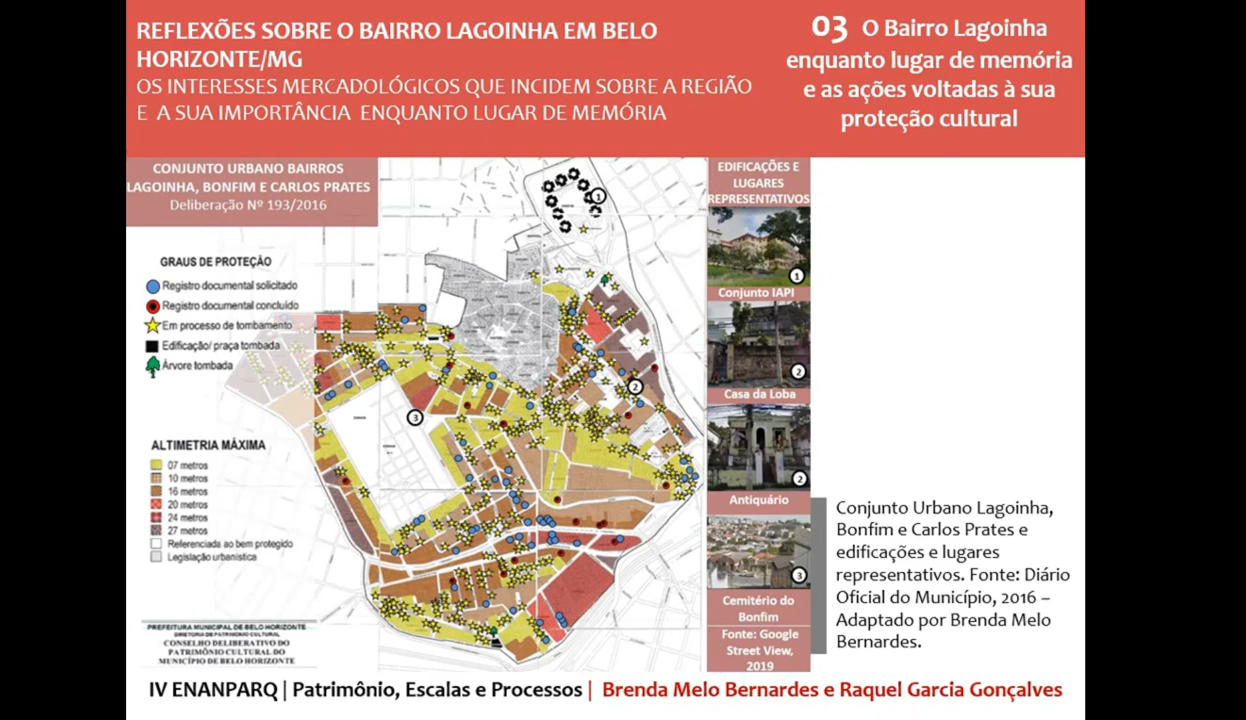 REFLEXÕES SOBRE O BAIRRO LAGOINHA EM BELO
HORIZONTE/MG
OS INTERESSES MERCADOLÓGICOS QUE INCIDEM SOBRE A REGIÃO
E A SUA IMPORTÂNCIA ENQUANTO LUGAR DE MEMÓRIA
03 O Bairro Lagoinha
enquanto lugar de memória
e as ações voltadas à sua
proteção cultural
CONJUNTO URBANO BAIRROS
LAGOINHA, BONFIM E CARLOS PRATES
Deliberação Nº 193/2016
GRAUS DE PROTEÇÃO
Registro documental solicitado
Registro documental concluído
Em processo de tombamento
Edificação/ praça tombada
Árvore tombada
ALTIMETRIA MÁXIMA
07 metros
10 metros
16 metros
20 metros
24 metros
27 metros
Referenciada ao bem protegido
Legislação urbanística
PREFEITURA MUNICIPAL DE BELO HORIZONTE
DIRETORIA DE PATRIMÔNIO CULTURAL
CONSELHO DELIBERATIVO DO
PATRIMÔNIO CULTURAL DO
MUNICÍPIO DE BELO HORIZONTE
1
2
3
EDIFICAÇÕES E
LUGARES
REPRESENTATIVOS
1
Conjunto IAPI
2
Casa da Loba
2
Antiquário
3
Cemitério do
Bonfim
Fonte: Google
Street View,
2019
Conjunto Urbano Lagoinha,
Bonfim e Carlos Prates e
edificações e lugares
representativos. Fonte: Diário
Oficial do Município, 2016 –
Adaptado por Brenda Melo
Bernardes.
IV ENANPARQ | Patrimônio, Escalas e Processos | Brenda Melo Bernardes e Raquel Garcia Gonçalves